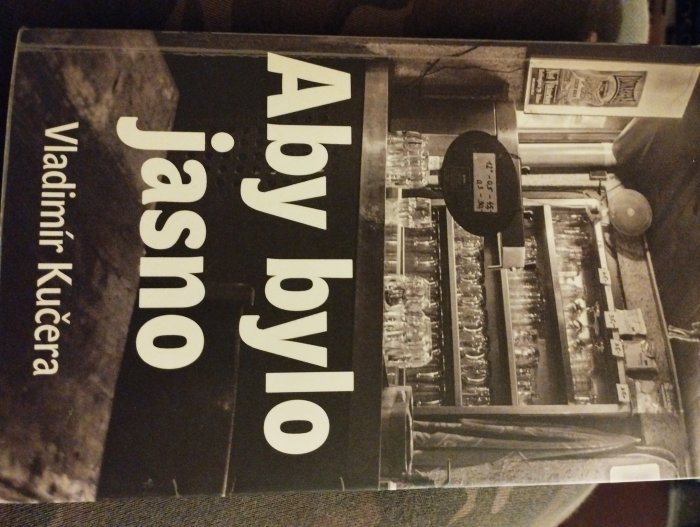 Aby bylo
jasno
Vladimír Kučera